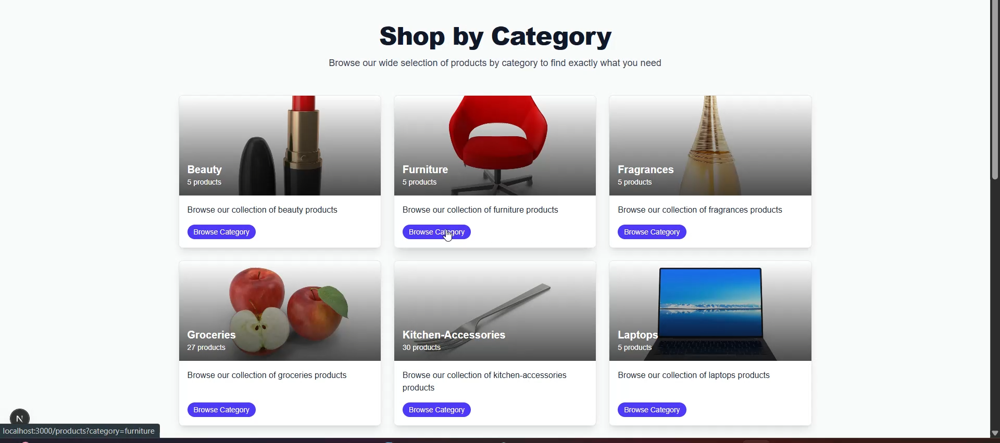 Shop by Category
Browse our wide selection of products by category to find exactly what you need
Beauty
5 products
Browse our collection of beauty products
Browse Category
Furniture
5 products
Browse our collection of furniture products
Browse Category
Fragrances
5 products
Browse our collection of fragrances products
Browse Category
Groceries
27 products
Browse our collection of groceries products
Browse Category
Kitchen-Accessories
30 products
Browse our collection of kitchen-accessories
products
Browse Category
Laptops
5 products
Browse our collection of laptops products
Browse Category
N
localhost:3000/products?category=furniture